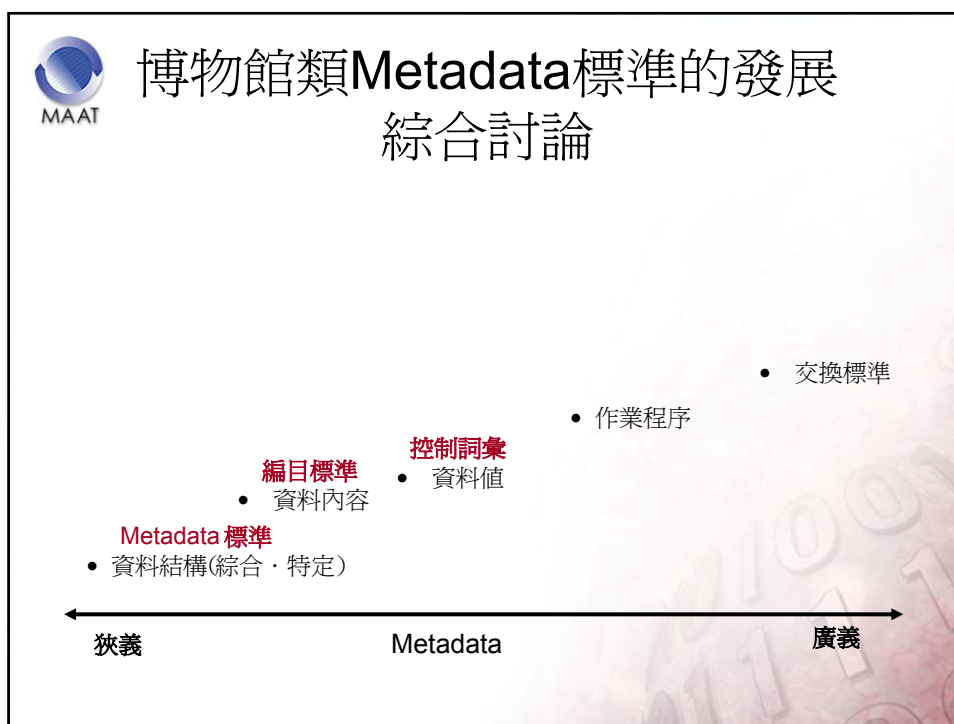 MAAT
博物館類Metadata標準的發展
綜合討論
• 交換標準
• 作業程序
控制詞彙
• 資料值
編目標準
• 資料內容
Metadata 標準
• 資料結構(綜合‧特定）
狹義
Metadata
廣義